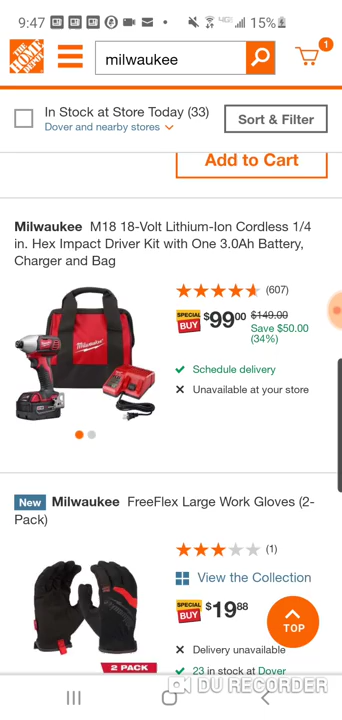 9:47
15%
THE HOME DEPOT
milwaukee
1
In Stock at Store Today (33)
Dover and nearby stores
Sort & Filter
Add to Cart
Milwaukee M18 18-Volt Lithium-Ion Cordless 1/4
in. Hex Impact Driver Kit with One 3.0Ah Battery,
Charger and Bag
(607)
SPECIAL BUY $99 00 $149.00
Save $50.00
(34%)
Schedule delivery
Unavailable at your store
Milwaukee
New Milwaukee FreeFlex Large Work Gloves (2-
Pack)
(1)
View the Collection
SPECIAL BUY $19 88
TOP
Delivery unavailable
2 PACK
23 in stock at Dover
DU RECORDER